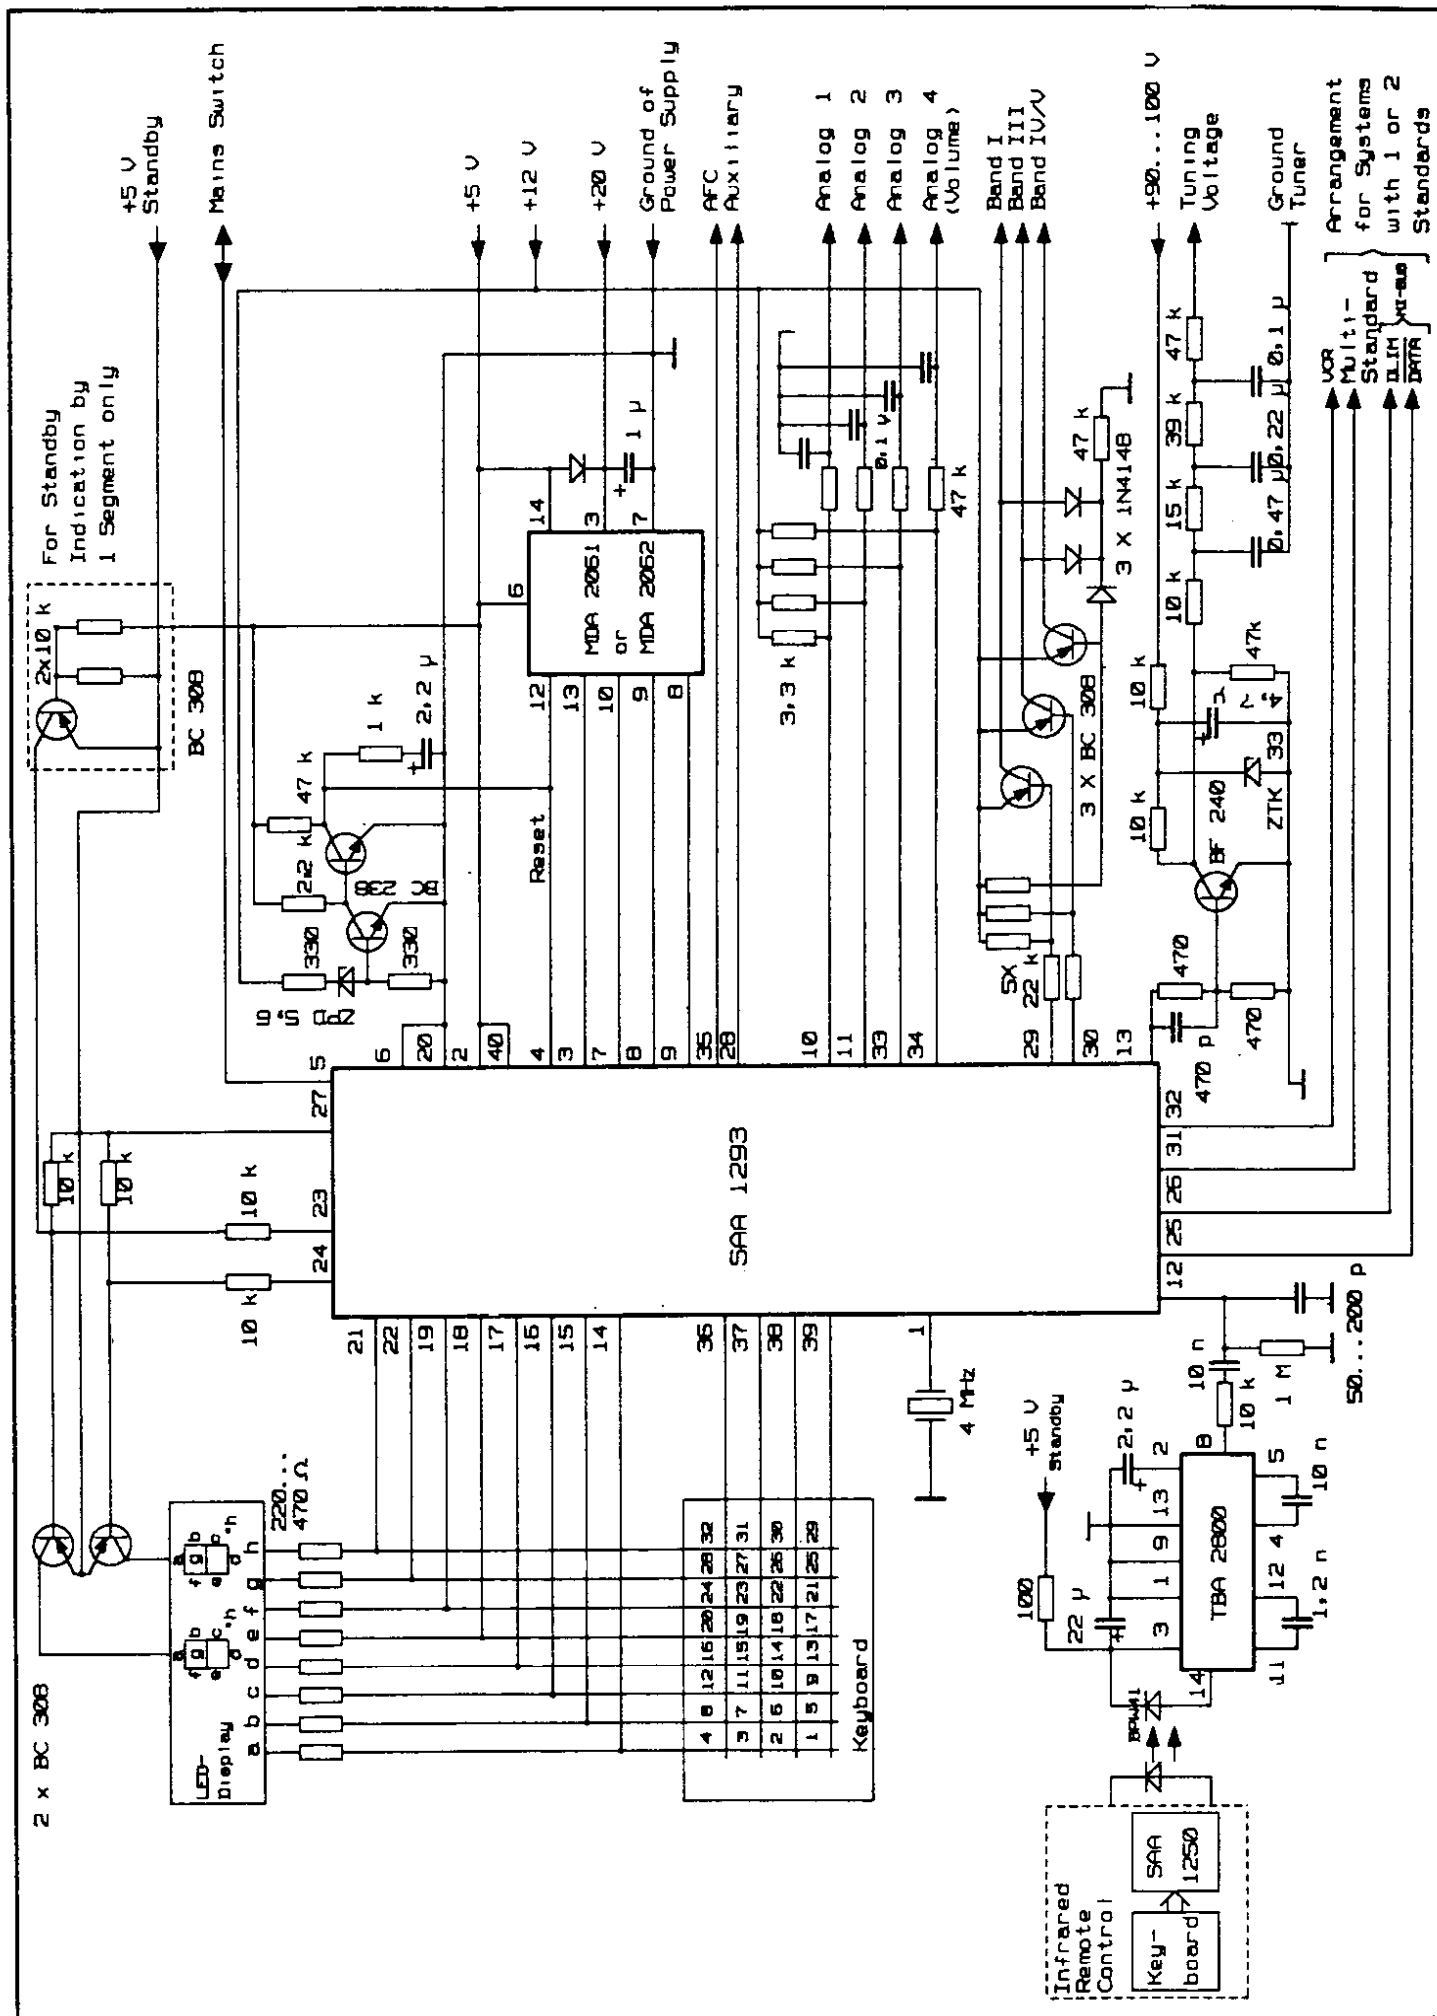 +5 V
Standby
Mains Switch
For Standby
Indication by
1 Segment only
2x10 k
BC 308
+5 V
+12 V
+20 V
Ground of
Power Supply
AFC
Auxiliary
Analog 1
Analog 2
Analog 3
Analog 4
(Volume)
Band I
Band III
Band IV/V
+90...100 V
Tuning
Voltage
Ground
Tuner
Arrangement
for Systems
with 1 or 2
Standards
VCR
Multi-
Standard
DLIM
DATA
MI-BUS
1 k
2,2 µ
47 k
2.2 k
BC 238
330
330
ZPD 5,6
Reset
14
3
7
6
MDA 2061
or
MDA 2062
12
13
10
9
8
1 µ
+
3,3 k
0,1 µ
47 k
47 k
3 X 1N4148
3 X BC 308
5X
22 k
10 k
10 k
10 k
15 k
39 k
47 k
0,47 µ
0,22 µ
0,1 µ
47k
4,7
ZTK 33
BF 240
470
470
470 p
5
6
20
2
40
4
3
7
8
9
35
28
10
11
33
34
29
30
13
27
23
24
SAA 1293
32
31
26
25
12
10 k
10 k
10 k
10 k
21
22
19
18
17
16
15
14
36
37
38
39
1
4 MHz
2 x BC 308
LED-
Display
a
b
c
d
e
f
g
h
220...
470 Ω
4 8 12 16 20 24 28 32
3 7 11 15 19 23 27 31
2 6 10 14 18 22 26 30
1 5 9 13 17 21 25 29
Keyboard
+5 V
Standby
100
22 µ
2,2 µ
3
1
9
13
2
TBA 2800
8
14
11
12
4
5
1,2 n
10 n
10 k
10 n
1 M
50...200 p
BPW41
Infrared
Remote
Control
Key-
board
SAA
1250